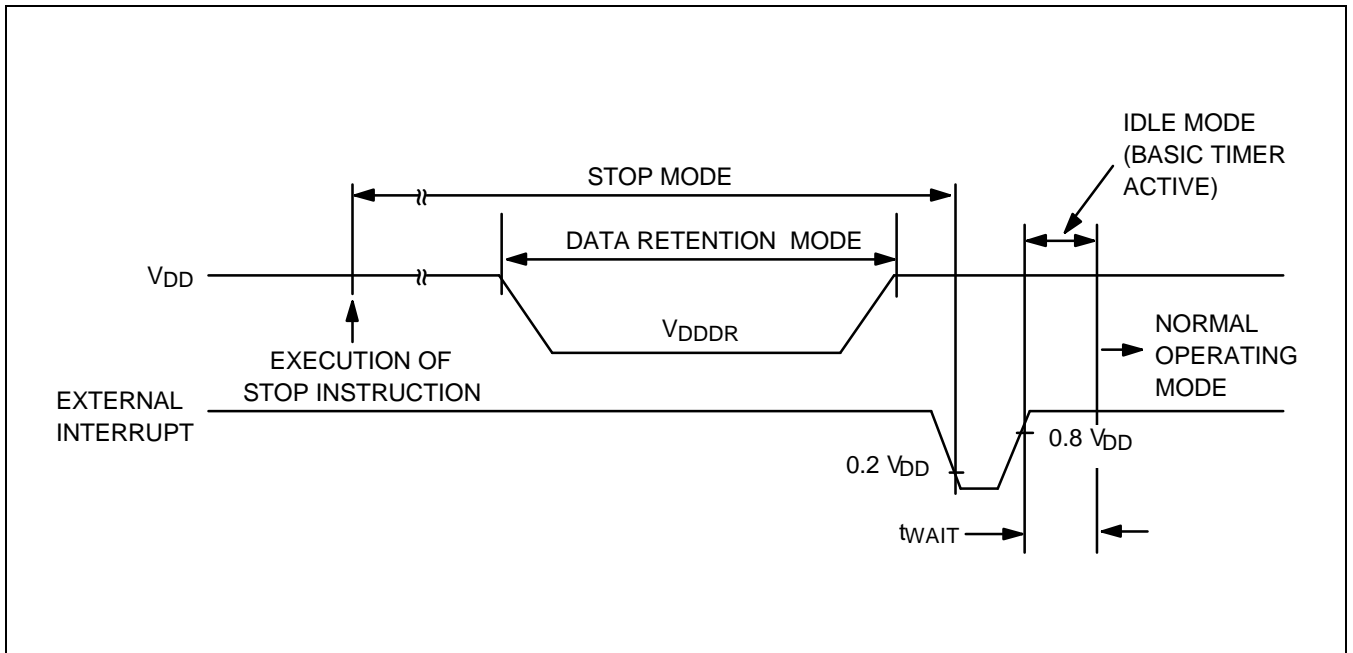 IDLE MODE
(BASIC TIMER
ACTIVE)
STOP MODE
DATA RETENTION MODE
VDD
VDDDR
EXECUTION OF
STOP INSTRUCTION
NORMAL
OPERATING
MODE
EXTERNAL
INTERRUPT
0.2 VDD
0.8 VDD
tWAIT